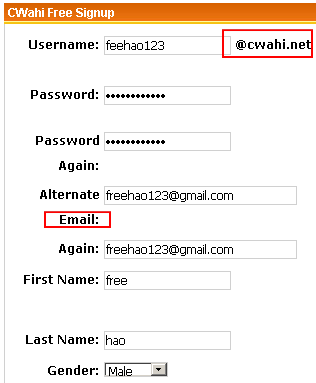 CWahi Free Signup
Username: feehao123 @cwahi.net
Password: ••••••••••••
Password ••••••••••••
Again:
Alternate freehao123@gmail.com
Email:
Again: freehao123@gmail.com
First Name: free
Last Name: hao
Gender: Male